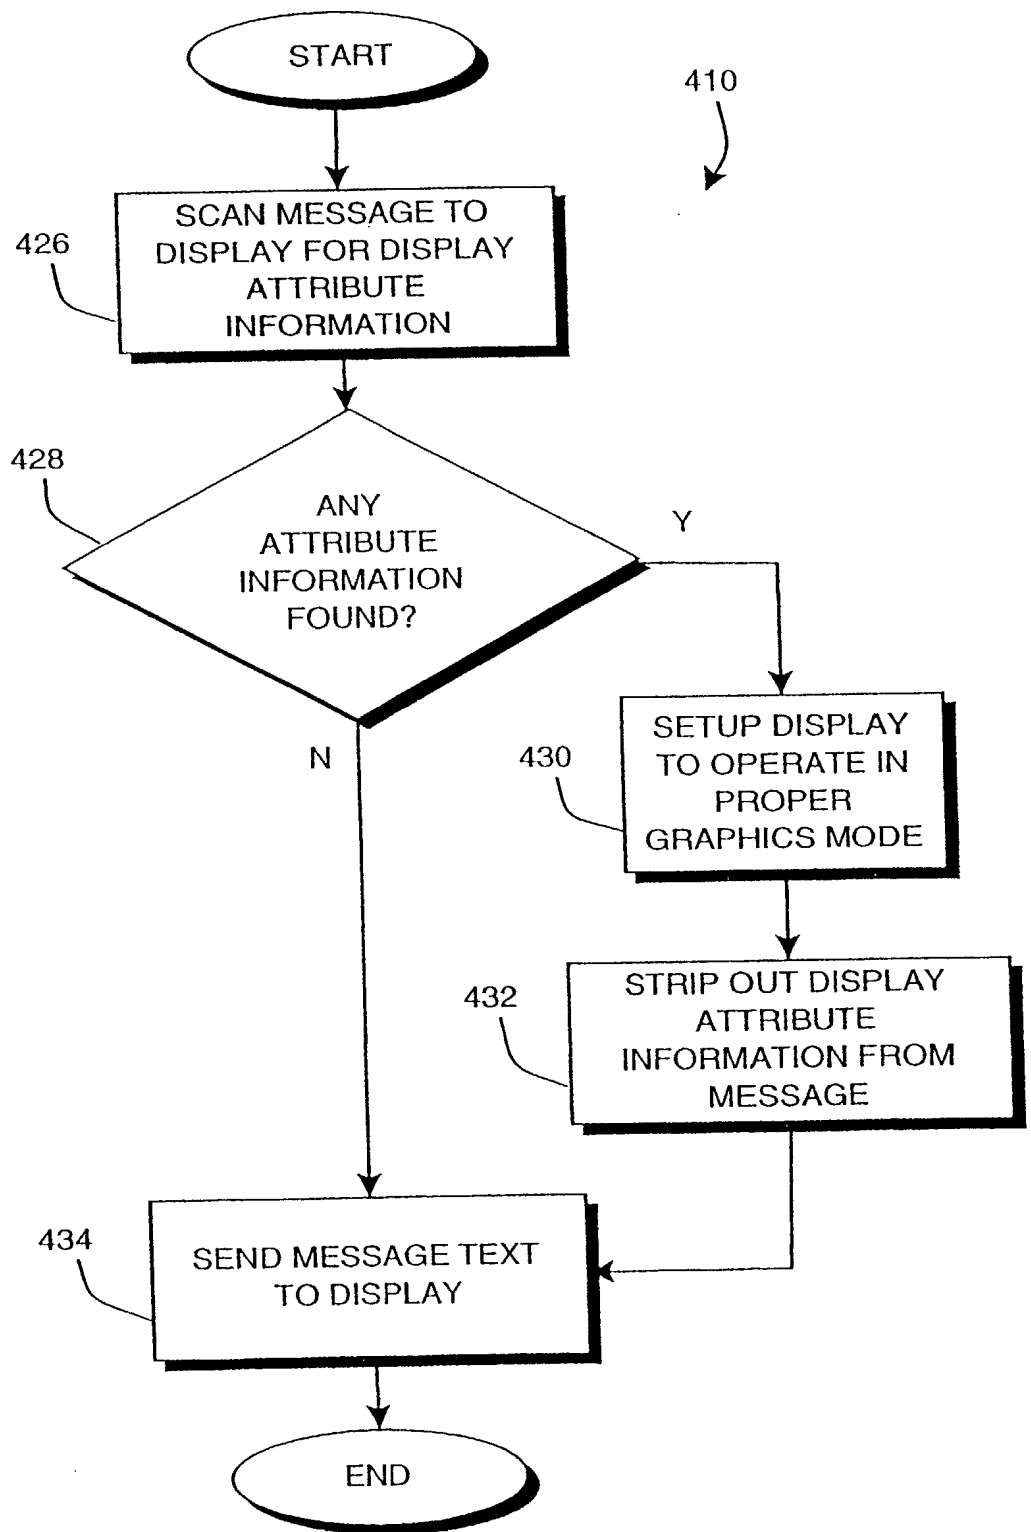 START
410
SCAN MESSAGE TO
DISPLAY FOR DISPLAY
ATTRIBUTE
INFORMATION
426
428
ANY
ATTRIBUTE
INFORMATION
FOUND?
Y
N
SETUP DISPLAY
TO OPERATE IN
PROPER
GRAPHICS MODE
430
STRIP OUT DISPLAY
ATTRIBUTE
INFORMATION FROM
MESSAGE
432
434
SEND MESSAGE TEXT
TO DISPLAY
END